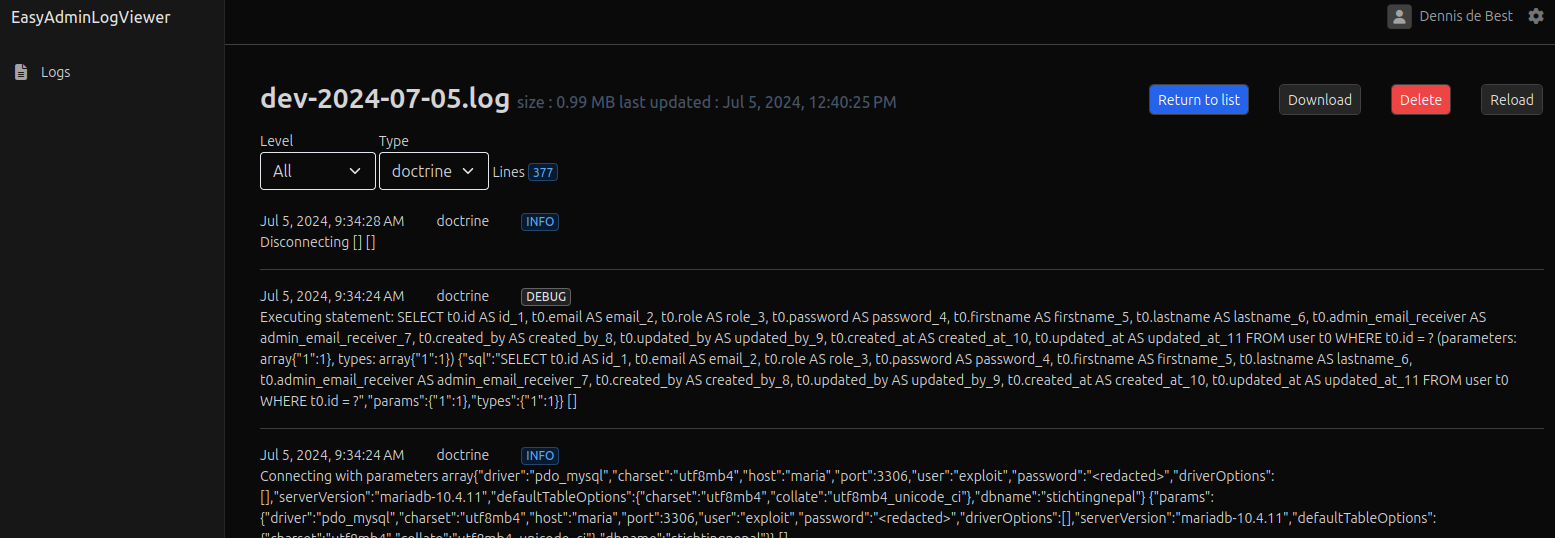 EasyAdminLogViewer
Dennis de Best
Logs
dev-2024-07-05.log size : 0.99 MB last updated : Jul 5, 2024, 12:40:25 PM
Return to list
Download
Delete
Reload
Level
Type
All
doctrine
Lines 377
Jul 5, 2024, 9:34:28 AM doctrine INFO
Disconnecting [] []
Jul 5, 2024, 9:34:24 AM doctrine DEBUG
Executing statement: SELECT t0.id AS id_1, t0.email AS email_2, t0.role AS role_3, t0.password AS password_4, t0.firstname AS firstname_5, t0.lastname AS lastname_6, t0.admin_email_receiver AS
admin_email_receiver_7, t0.created_by AS created_by_8, t0.updated_by AS updated_by_9, t0.created_at AS created_at_10, t0.updated_at AS updated_at_11 FROM user t0 WHERE t0.id = ? (parameters:
array{"1":1}, types: array{"1":1}) {"sql":"SELECT t0.id AS id_1, t0.email AS email_2, t0.role AS role_3, t0.password AS password_4, t0.firstname AS firstname_5, t0.lastname AS lastname_6,
t0.admin_email_receiver AS admin_email_receiver_7, t0.created_by AS created_by_8, t0.updated_by AS updated_by_9, t0.created_at AS created_at_10, t0.updated_at AS updated_at_11 FROM user t0
WHERE t0.id = ?","params":{"1":1},"types":{"1":1}} []
Jul 5, 2024, 9:34:24 AM doctrine INFO
Connecting with parameters array{"driver":"pdo_mysql","charset":"utf8mb4","host":"maria","port":3306,"user":"exploit","password":"<redacted>","driverOptions":
[],"serverVersion":"mariadb-10.4.11","defaultTableOptions":{"charset":"utf8mb4","collate":"utf8mb4_unicode_ci"},"dbname":"stichtingnepal"} {"params":
{"driver":"pdo_mysql","charset":"utf8mb4","host":"maria","port":3306,"user":"exploit","password":"<redacted>","driverOptions":[],"serverVersion":"mariadb-10.4.11","defaultTableOptions":
{"charset":"utf8mb4","collate":"utf8mb4_unicode_ci"},"dbname":"stichtingnepal"}} []